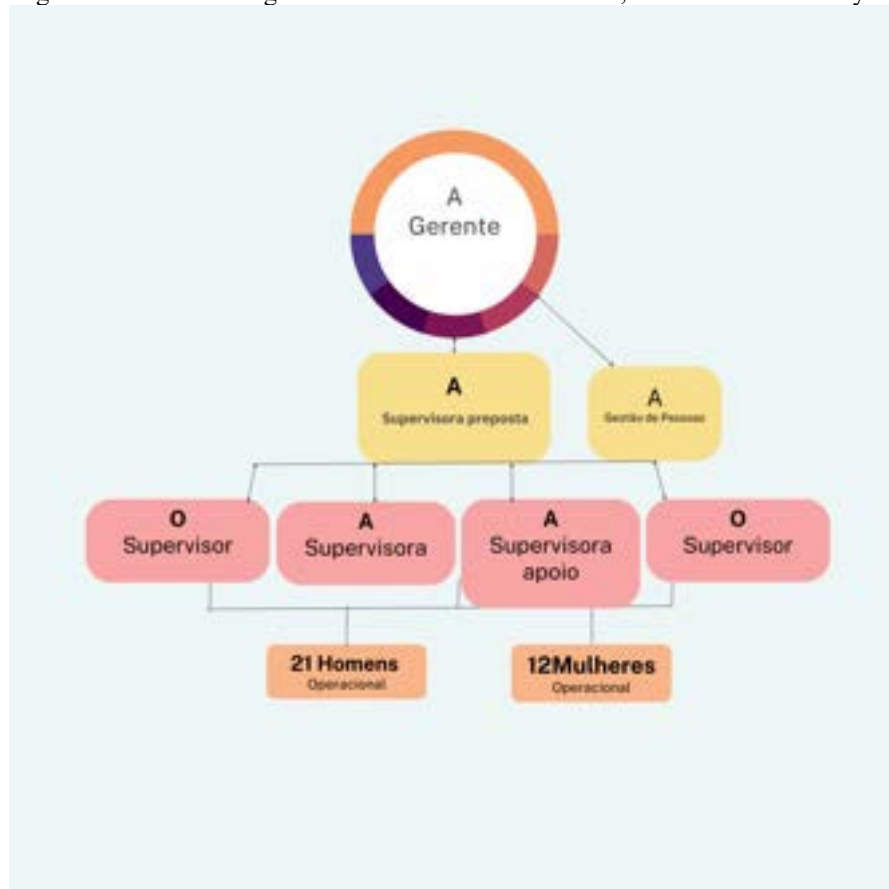 A
Gerente
A
Supervisora preposta
A
Gestão de Pessoas
O
Supervisor
A
Supervisora
A
Supervisora
apoio
O
Supervisor
21 Homens
Operacional
12Mulheres
Operacional